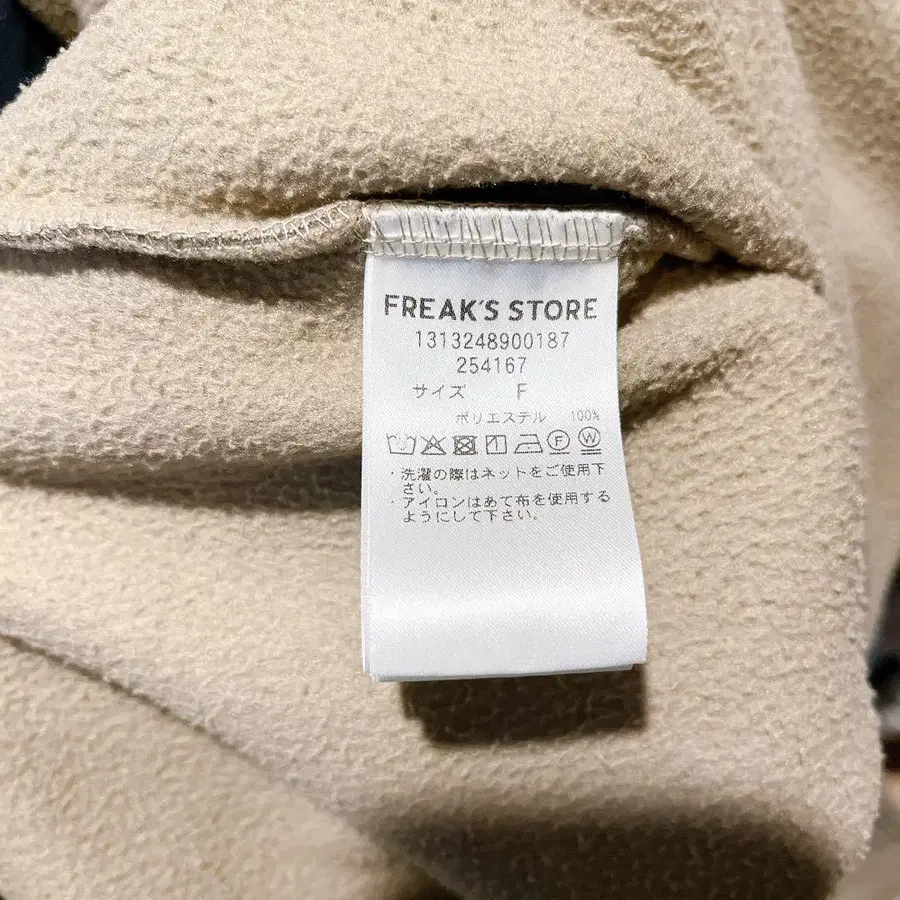 FREAK'S STORE
1313248900187
254167
サイズ F
ポリエステル 100%
F W
・洗濯の際はネットをご使用下
さい。
・アイロンはあて布を使用する
ようにして下さい。